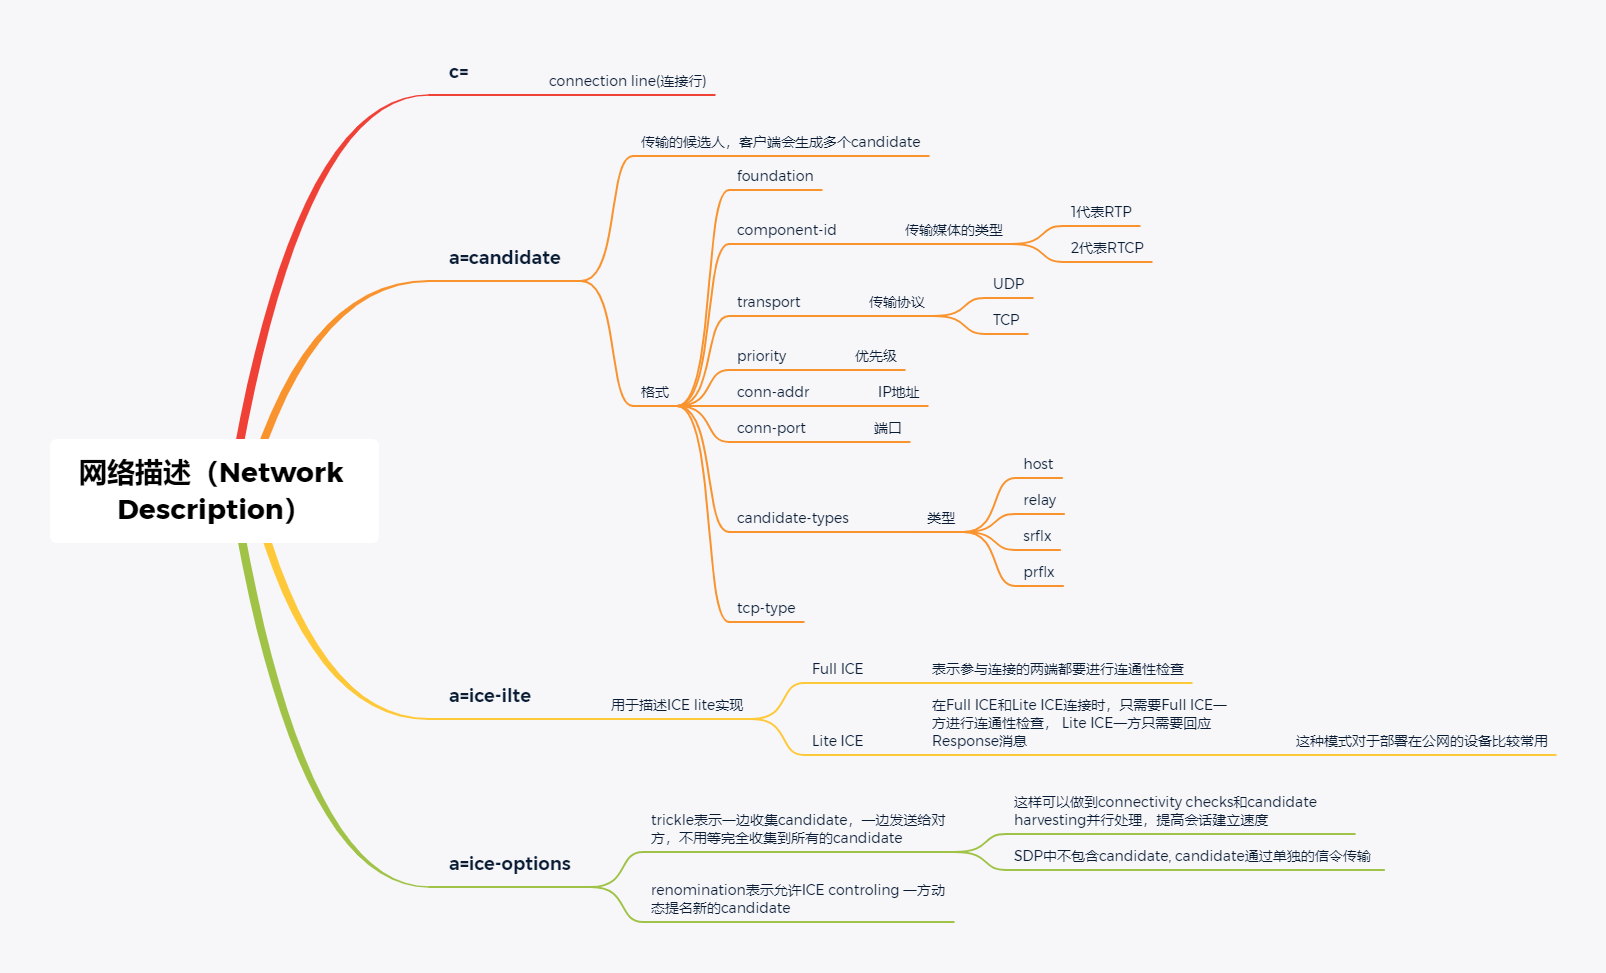 网络描述（Network
Description）
c=
connection line(连接行)
a=candidate
传输的候选人，客户端会生成多个candidate
格式
foundation
component-id
传输媒体的类型
1代表RTP
2代表RTCP
transport
传输协议
UDP
TCP
priority
优先级
conn-addr
IP地址
conn-port
端口
candidate-types
类型
host
relay
srflx
prflx
tcp-type
a=ice-ilte
用于描述ICE lite实现
Full ICE
表示参与连接的两端都要进行连通性检查
Lite ICE
在Full ICE和Lite ICE连接时，只需要Full ICE一
方进行连通性检查， Lite ICE一方只需要回应
Response消息
这种模式对于部署在公网的设备比较常用
a=ice-options
trickle表示一边收集candidate，一边发送给对
方，不用等完全收集到所有的candidate
这样可以做到connectivity checks和candidate
harvesting并行处理，提高会话建立速度
SDP中不包含candidate, candidate通过单独的信令传输
renomination表示允许ICE controling 一方动
态提名新的candidate